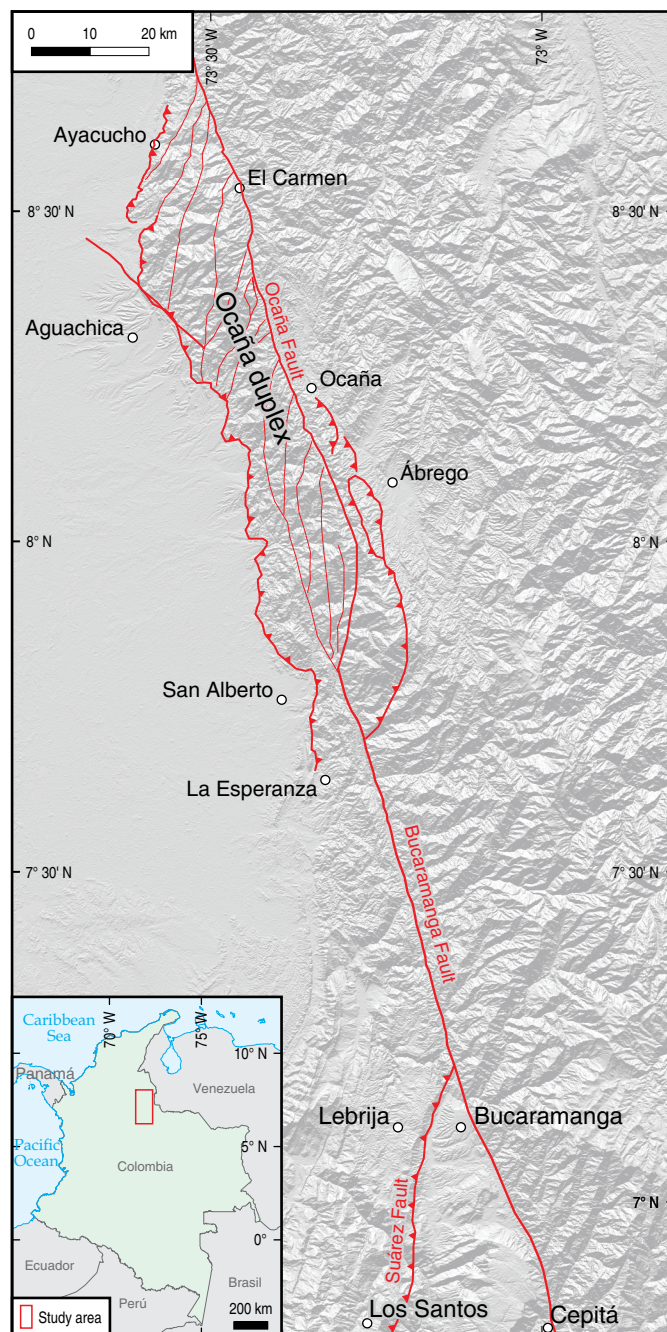 0 10 20 km
73° 30' W
73° W
Ayacucho
El Carmen
8° 30' N
8° 30' N
Ocaña Fault
Ocaña duplex
Aguachica
Ocaña
Ábrego
8° N
8° N
San Alberto
La Esperanza
Bucaramanga Fault
7° 30' N
7° 30' N
70° W
75° W
Caribbean
Sea
10° N
Panamá
Venezuela
Lebrija
Bucaramanga
Pacific
Ocean
5° N
Colombia
7° N
Suárez Fault
0°
Ecuador
Brasil
Perú
200 km
Study area
Los Santos
Cepitá